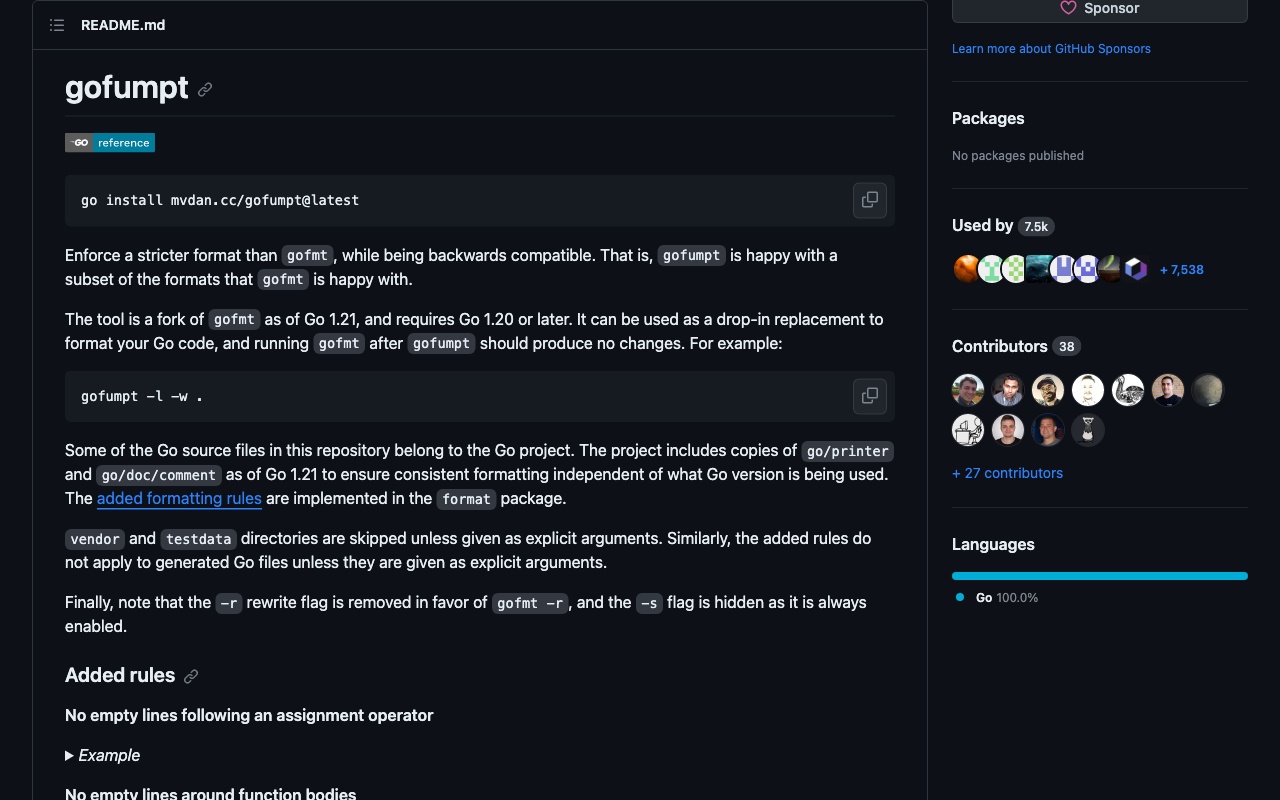 README.md
gofumpt
GO reference
go install mvdan.cc/gofumpt@latest
Enforce a stricter format than gofmt, while being backwards compatible. That is, gofumpt is happy with a
subset of the formats that gofmt is happy with.
The tool is a fork of gofmt as of Go 1.21, and requires Go 1.20 or later. It can be used as a drop-in replacement to
format your Go code, and running gofmt after gofumpt should produce no changes. For example:
gofumpt -l -w .
Some of the Go source files in this repository belong to the Go project. The project includes copies of go/printer
and go/doc/comment as of Go 1.21 to ensure consistent formatting independent of what Go version is being used.
The added formatting rules are implemented in the format package.
vendor and testdata directories are skipped unless given as explicit arguments. Similarly, the added rules do
not apply to generated Go files unless they are given as explicit arguments.
Finally, note that the -r rewrite flag is removed in favor of gofmt -r, and the -s flag is hidden as it is always
enabled.
Added rules
No empty lines following an assignment operator
Example
No empty lines around function bodies
Sponsor
Learn more about GitHub Sponsors
Packages
No packages published
Used by 7.5k
+ 7,538
Contributors 38
+ 27 contributors
Languages
Go 100.0%